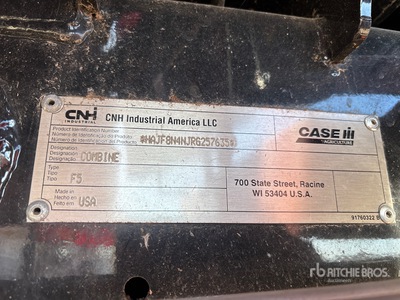 CNH
INDUSTRIAL
CNH Industrial America LLC
Product Identification Number
Número de Identificación de Producto
Número de Identificação do Produto
*HAJF8N4NJRG257635*
CASE IH
AGRICULTURE
Designation
Designación
Designação
COMBINE
Type
Tipo
Tipo
F5
Made in
Hecho en
Feito em
USA
700 State Street, Racine
WI 53404 U.S.A.
91760322 B
rb RITCHIE BROS.